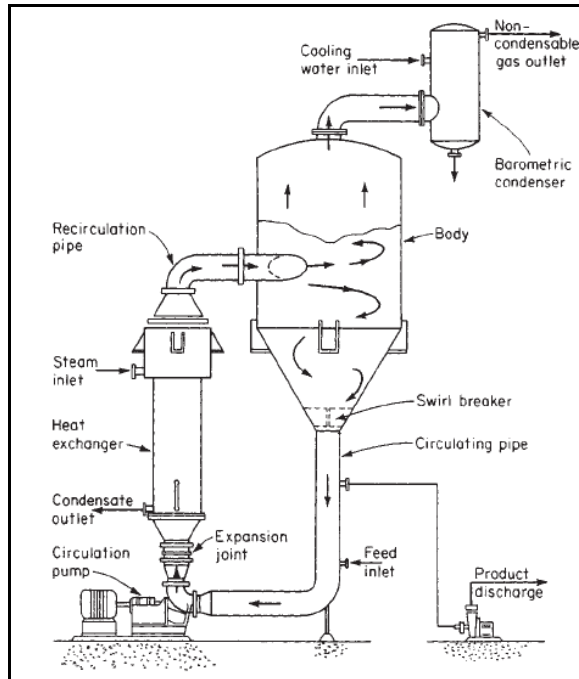 Non-
condensable
gas outlet
Cooling
water inlet
Barometric
condenser
Recirculation
pipe
Body
Steam
inlet
Swirl breaker
Heat
exchanger
Circulating pipe
Condensate
outlet
Expansion
joint
Circulation
pump
Feed
inlet
Product
discharge